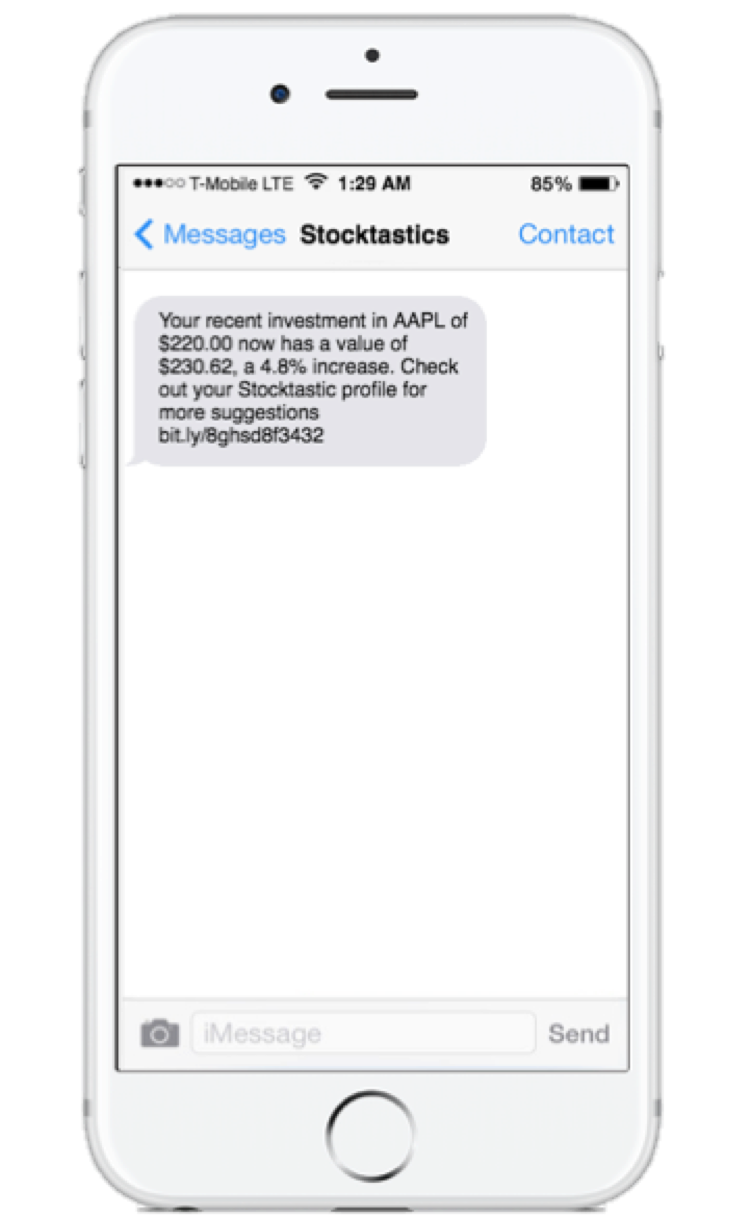 T-Mobile LTE 1:29 AM 85%
Messages Stocktastics Contact
Your recent investment in AAPL of
$220.00 now has a value of
$230.62, a 4.8% increase. Check
out your Stocktastic profile for
more suggestions
bit.ly/8ghsd8f3432
iMessage Send